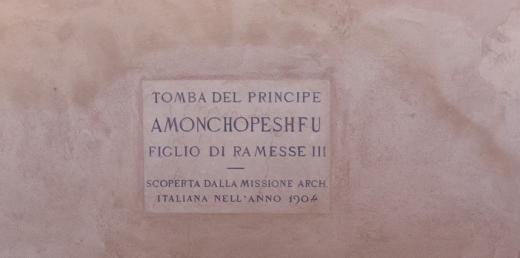 TOMBA DEL PRINCIPE
AMONCHOPESHFU
FIGLIO DI RAMESSE III
SCOPERTA DALLA MISSIONE ARCH.
ITALIANA NELL'ANNO 1904